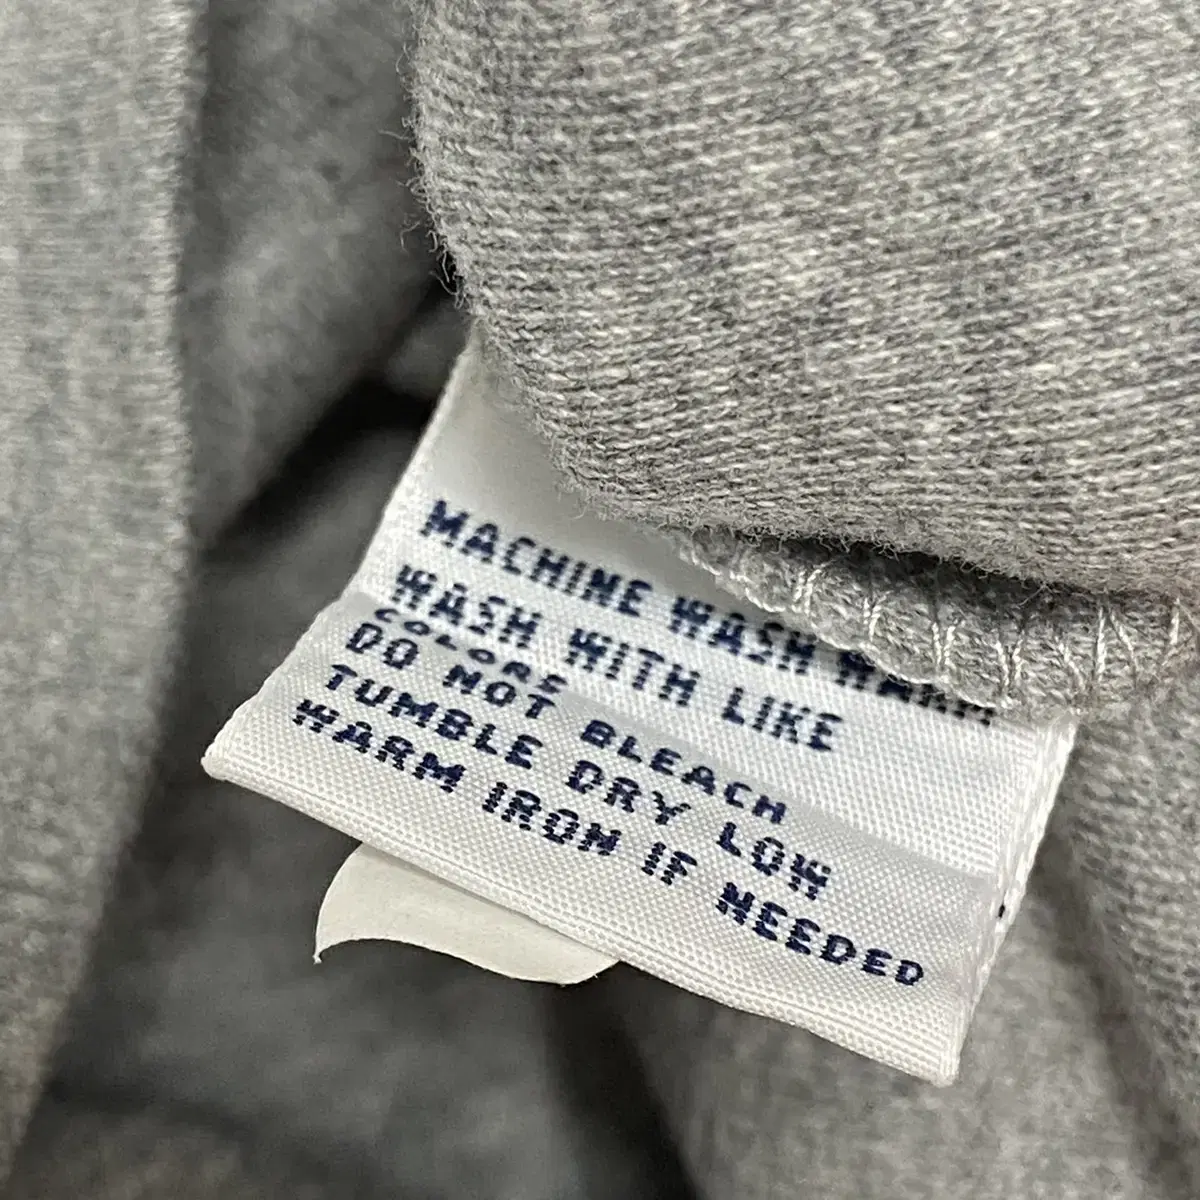 MACHINE WASH WARM
WASH WITH LIKE
COLORS
DO NOT BLEACH
TUMBLE DRY LOW
WARM IRON IF NEEDED